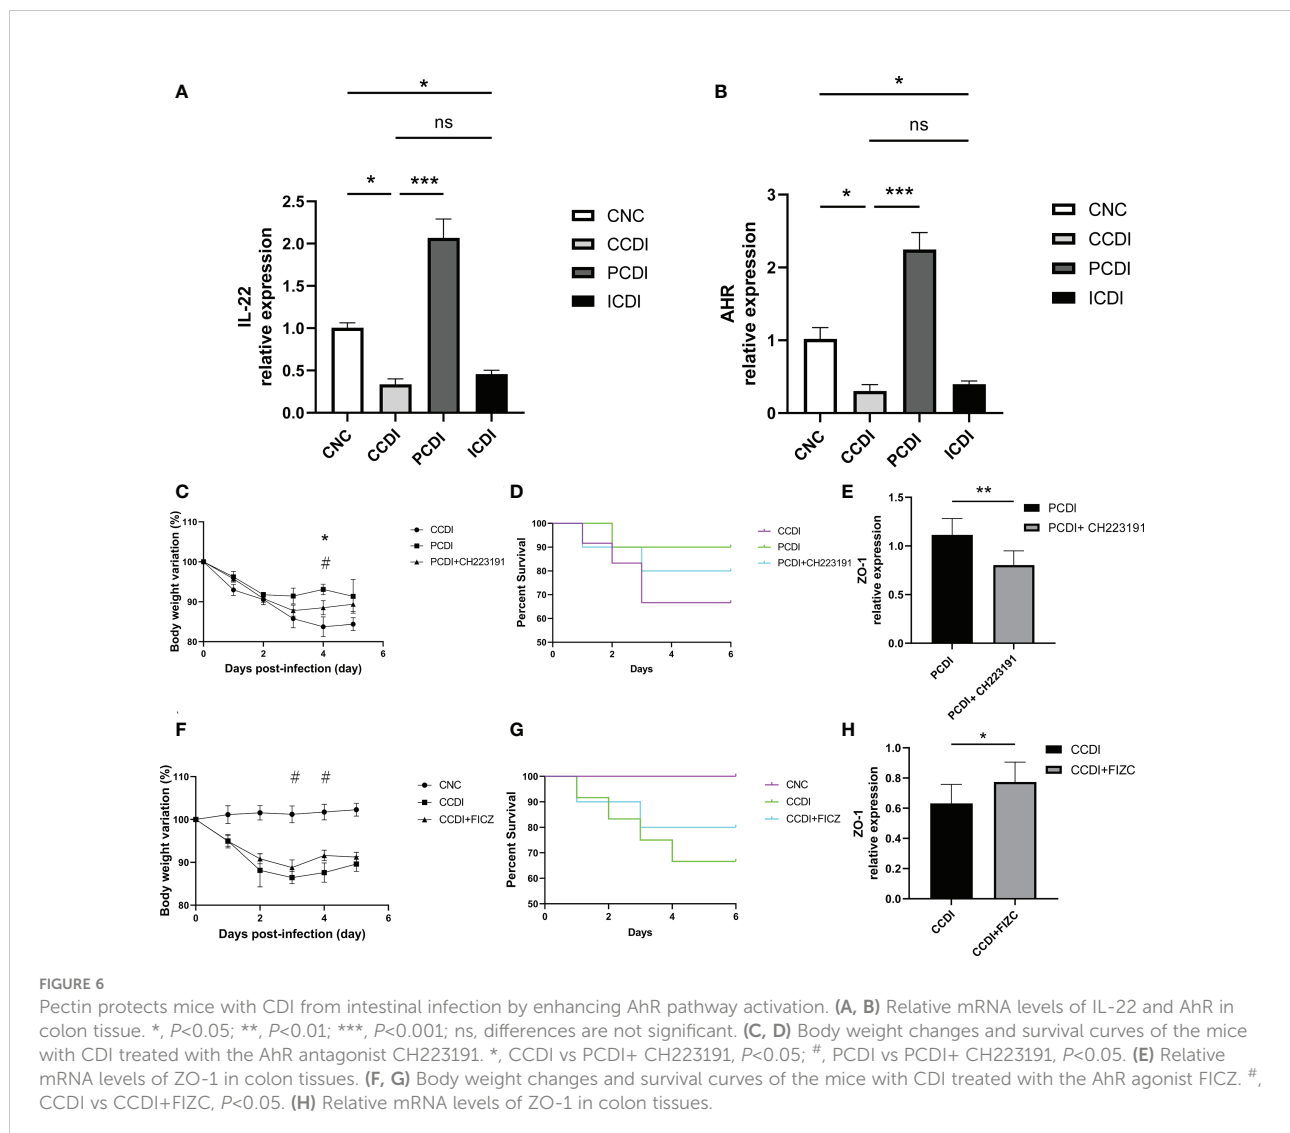 A
*
ns
*
***
IL-22
relative expression
2.5
2.0
1.5
1.0
0.5
0.0
CNC
CCDI
PCDI
ICDI
CNC
CCDI
PCDI
ICDI
B
*
ns
*
***
AHR
relative expression
3
2
1
0
CNC
CCDI
PCDI
ICDI
CNC
CCDI
PCDI
ICDI
C
Body weight variation (%)
110
100
90
80
0
2
4
6
Days post-infection (day)
*
#
CCDI
PCDI
PCDI+CH223191
D
Percent Survival
100
90
80
70
60
50
0
2
4
6
Days
CCDI
PCDI
PCDI+CH223191
E
ZO-1
relative expression
1.5
1.0
0.5
0.0
**
PCDI
PCDI+ CH223191
PCDI
PCDI+ CH223191
F
Body weight variation (%)
110
100
90
80
0
2
4
6
Days post-infection (day)
#
#
CNC
CCDI
CCDI+FICZ
G
Percent Survival
100
90
80
70
60
50
0
2
4
6
Days
CNC
CCDI
CCDI+FICZ
H
ZO-1
relative expression
1.0
0.8
0.6
0.4
0.2
0.0
*
CCDI
CCDI+FIZC
CCDI
CCDI+FIZC
FIGURE 6
Pectin protects mice with CDI from intestinal infection by enhancing AhR pathway activation. (A, B) Relative mRNA levels of IL-22 and AhR in
colon tissue. *, P<0.05; **, P<0.01; ***, P<0.001; ns, differences are not significant. (C, D) Body weight changes and survival curves of the mice
with CDI treated with the AhR antagonist CH223191. *, CCDI vs PCDI+ CH223191, P<0.05; #, PCDI vs PCDI+ CH223191, P<0.05. (E) Relative
mRNA levels of ZO-1 in colon tissues. (F, G) Body weight changes and survival curves of the mice with CDI treated with the AhR agonist FICZ. #,
CCDI vs CCDI+FIZC, P<0.05. (H) Relative mRNA levels of ZO-1 in colon tissues.